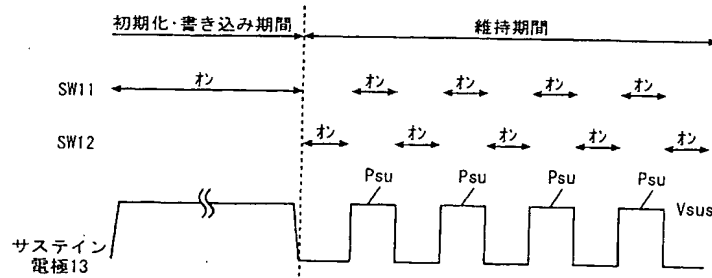 初期化・書き込み期間 維持期間
SW11 オン オン オン オン オン
SW12 オン オン オン オン オン
Psu Psu Psu Psu
Vsus
サステイン
電極13